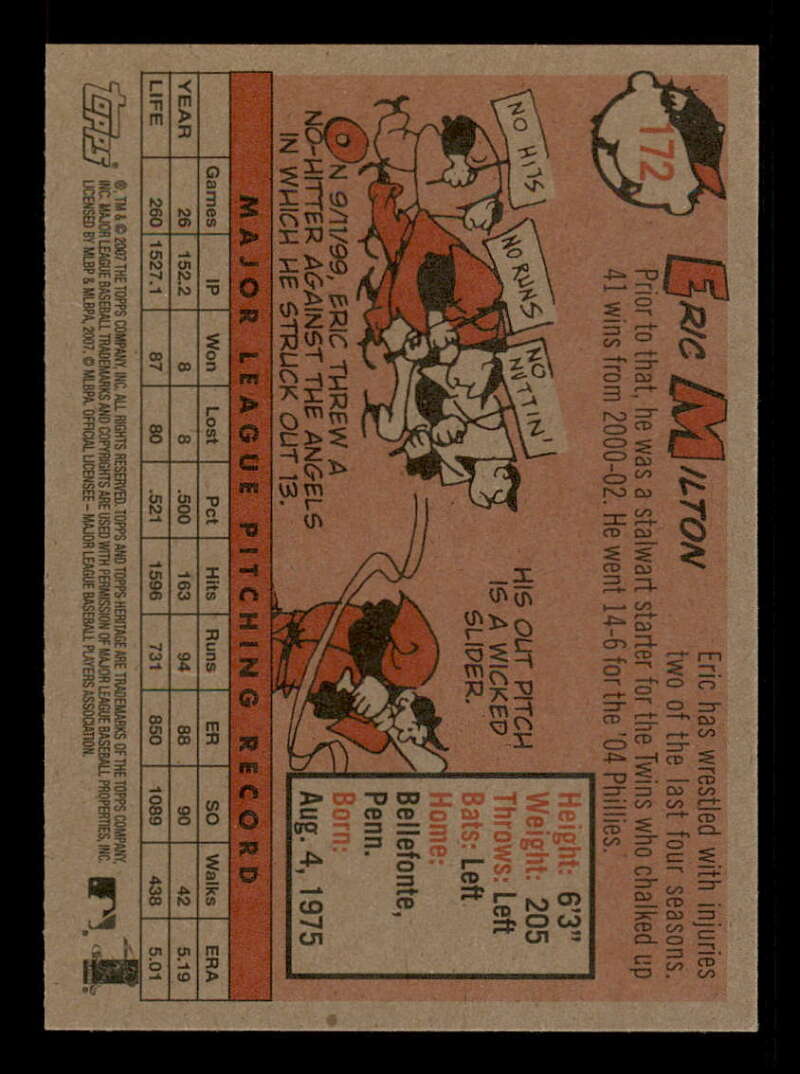 172
ERIC MILTON
Eric has wrestled with injuries
two of the last four seasons.
Prior to that, he was a stalwart starter for the Twins who chalked up
41 wins from 2000-02. He went 14-6 for the '04 Phillies.
NO HITS
NO RUNS
NO
NUTTIN'
ON 9/11/99, ERIC THREW A
NO-HITTER AGAINST THE ANGELS
IN WHICH HE STRUCK OUT 13.
HIS OUT PITCH
IS A WICKED
SLIDER.
Height: 6'3"
Weight: 205
Throws: Left
Bats: Left
Home:
Bellefonte,
Penn.
Born:
Aug. 4, 1975
MAJOR LEAGUE PITCHING RECORD
Games IP Won Lost Pct Hits Runs ER SO Walks ERA
YEAR 26 152.2 8 8 .500 163 94 88 90 42 5.19
LIFE 260 1527.1 87 80 .521 1596 731 850 1089 438 5.01
Topps®
®, TM & © 2007 THE TOPPS COMPANY, INC. ALL RIGHTS RESERVED. TOPPS AND TOPPS HERITAGE ARE TRADEMARKS OF THE TOPPS COMPANY,
INC. MAJOR LEAGUE BASEBALL TRADEMARKS AND COPYRIGHTS ARE USED WITH PERMISSION OF MAJOR LEAGUE BASEBALL PROPERTIES, INC.
LICENSED BY MLBP & MLBPA, 2007. © MLBPA. OFFICIAL LICENSEE – MAJOR LEAGUE BASEBALL PLAYERS ASSOCIATION.